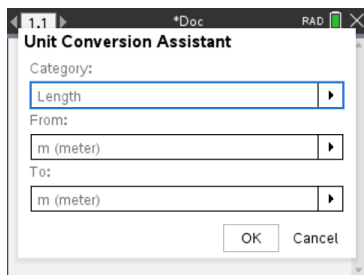 1.1 *Doc RAD
Unit Conversion Assistant
Category:
Length
From:
m (meter)
To:
m (meter)
OK Cancel